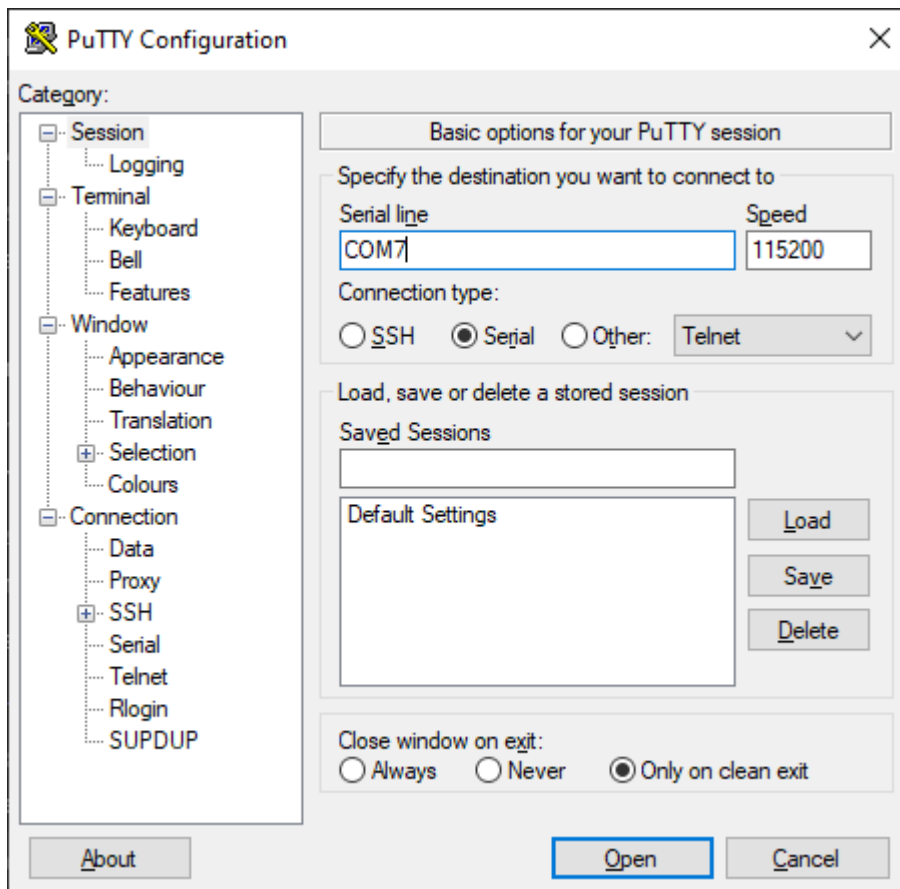 PuTTY Configuration
Category:
Session
Logging
Terminal
Keyboard
Bell
Features
Window
Appearance
Behaviour
Translation
Selection
Colours
Connection
Data
Proxy
SSH
Serial
Telnet
Rlogin
SUPDUP
Basic options for your PuTTY session
Specify the destination you want to connect to
Serial line Speed
COM7 115200
Connection type:
SSH Serial Other: Telnet
Load, save or delete a stored session
Saved Sessions
Default Settings
Load
Save
Delete
Close window on exit:
Always Never Only on clean exit
About Open Cancel